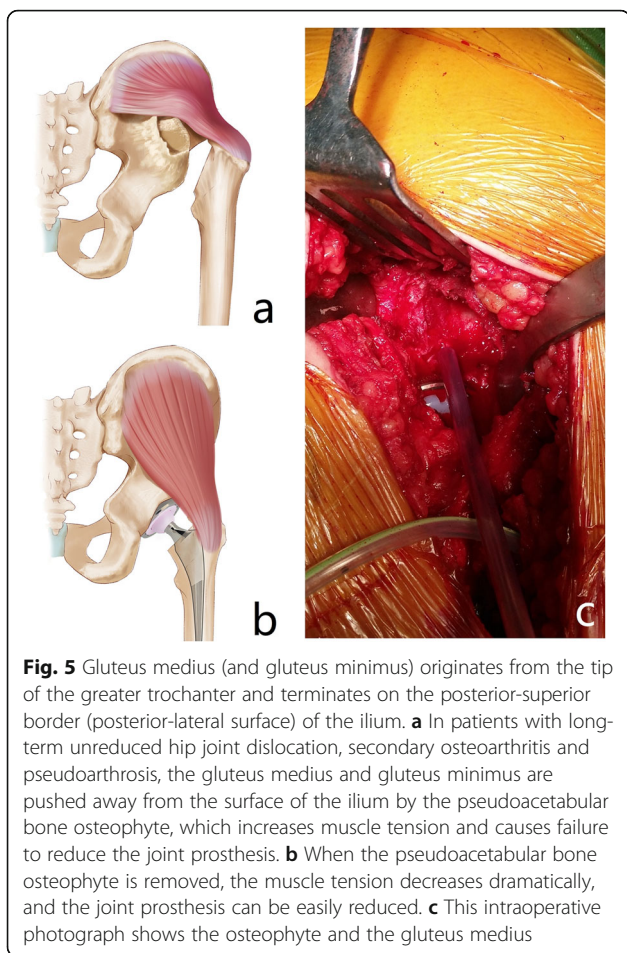 a
b
c
Fig. 5 Gluteus medius (and gluteus minimus) originates from the tip
of the greater trochanter and terminates on the posterior-superior
border (posterior-lateral surface) of the ilium. a In patients with long-
term unreduced hip joint dislocation, secondary osteoarthritis and
pseudoarthrosis, the gluteus medius and gluteus minimus are
pushed away from the surface of the ilium by the pseudoacetabular
bone osteophyte, which increases muscle tension and causes failure
to reduce the joint prosthesis. b When the pseudoacetabular bone
osteophyte is removed, the muscle tension decreases dramatically,
and the joint prosthesis can be easily reduced. c This intraoperative
photograph shows the osteophyte and the gluteus medius